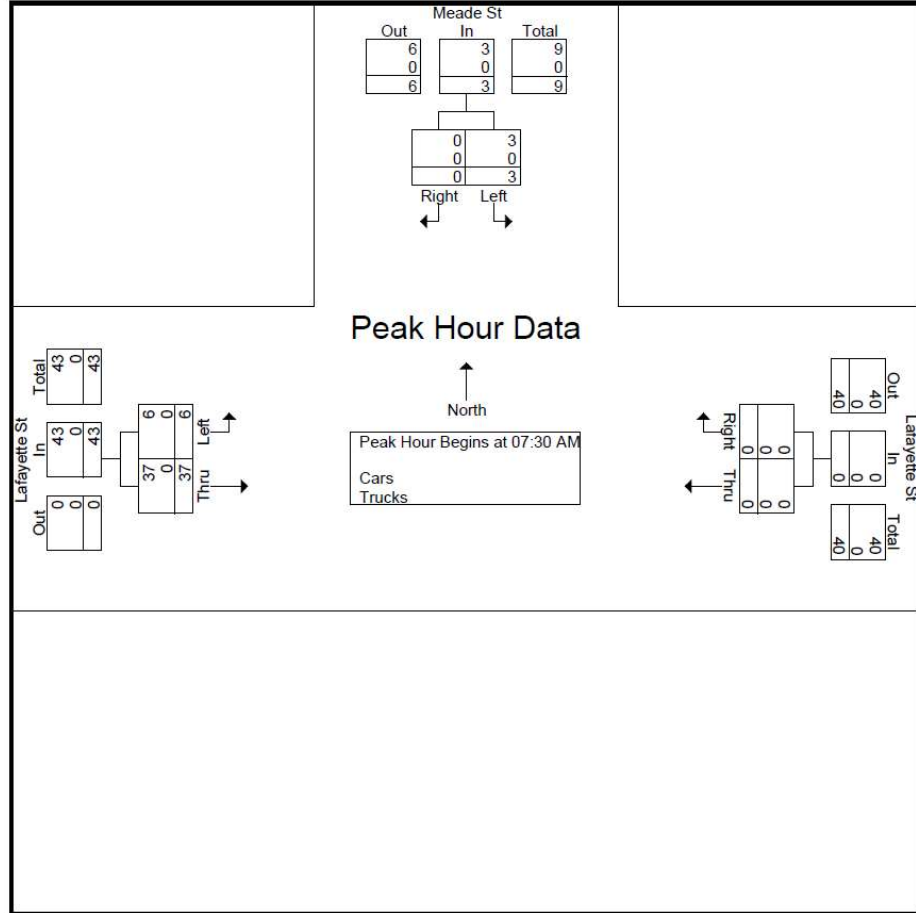 Meade St
Out In Total
6 3 9
0 0 0
6 3 9
0 3
0 0
0 3
Right Left
Peak Hour Data
North
Peak Hour Begins at 07:30 AM
Cars
Trucks
Lafayette St
Out In Total
0 43 43
0 0 0
0 43 43
Thru Left
37 6
0 0
37 6
Lafayette St
Out In Total
40 0 40
0 0 0
40 0 40
Right Thru
0 0
0 0
0 0